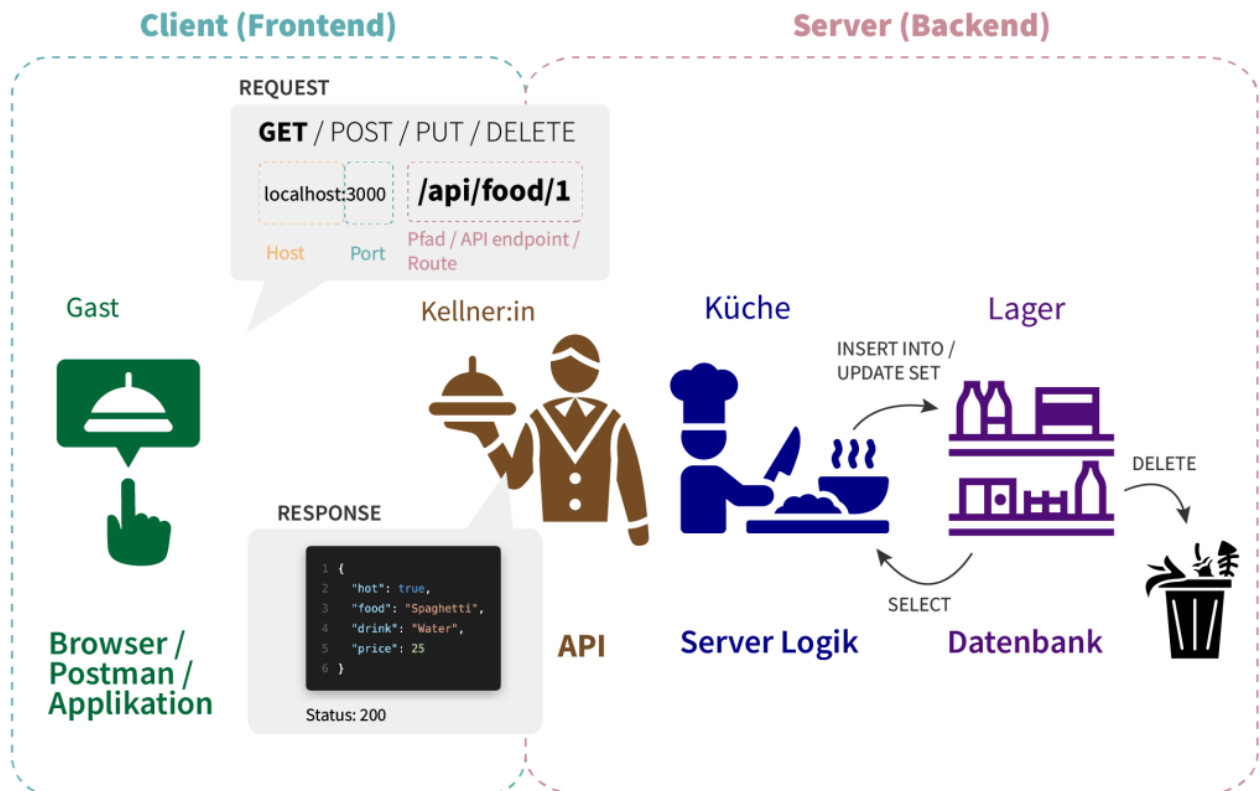 Client (Frontend)
Server (Backend)
REQUEST
GET / POST / PUT / DELETE
localhost:3000
/api/food/1
Host
Port
Pfad / API endpoint /
Route
Gast
Kellner:in
Küche
Lager
INSERT INTO /
UPDATE SET
DELETE
SELECT
RESPONSE
1 {
2 "hot": true,
3 "food": "Spaghetti",
4 "drink": "Water",
5 "price": 25
6 }
Status: 200
Browser /
Postman /
Applikation
API
Server Logik
Datenbank